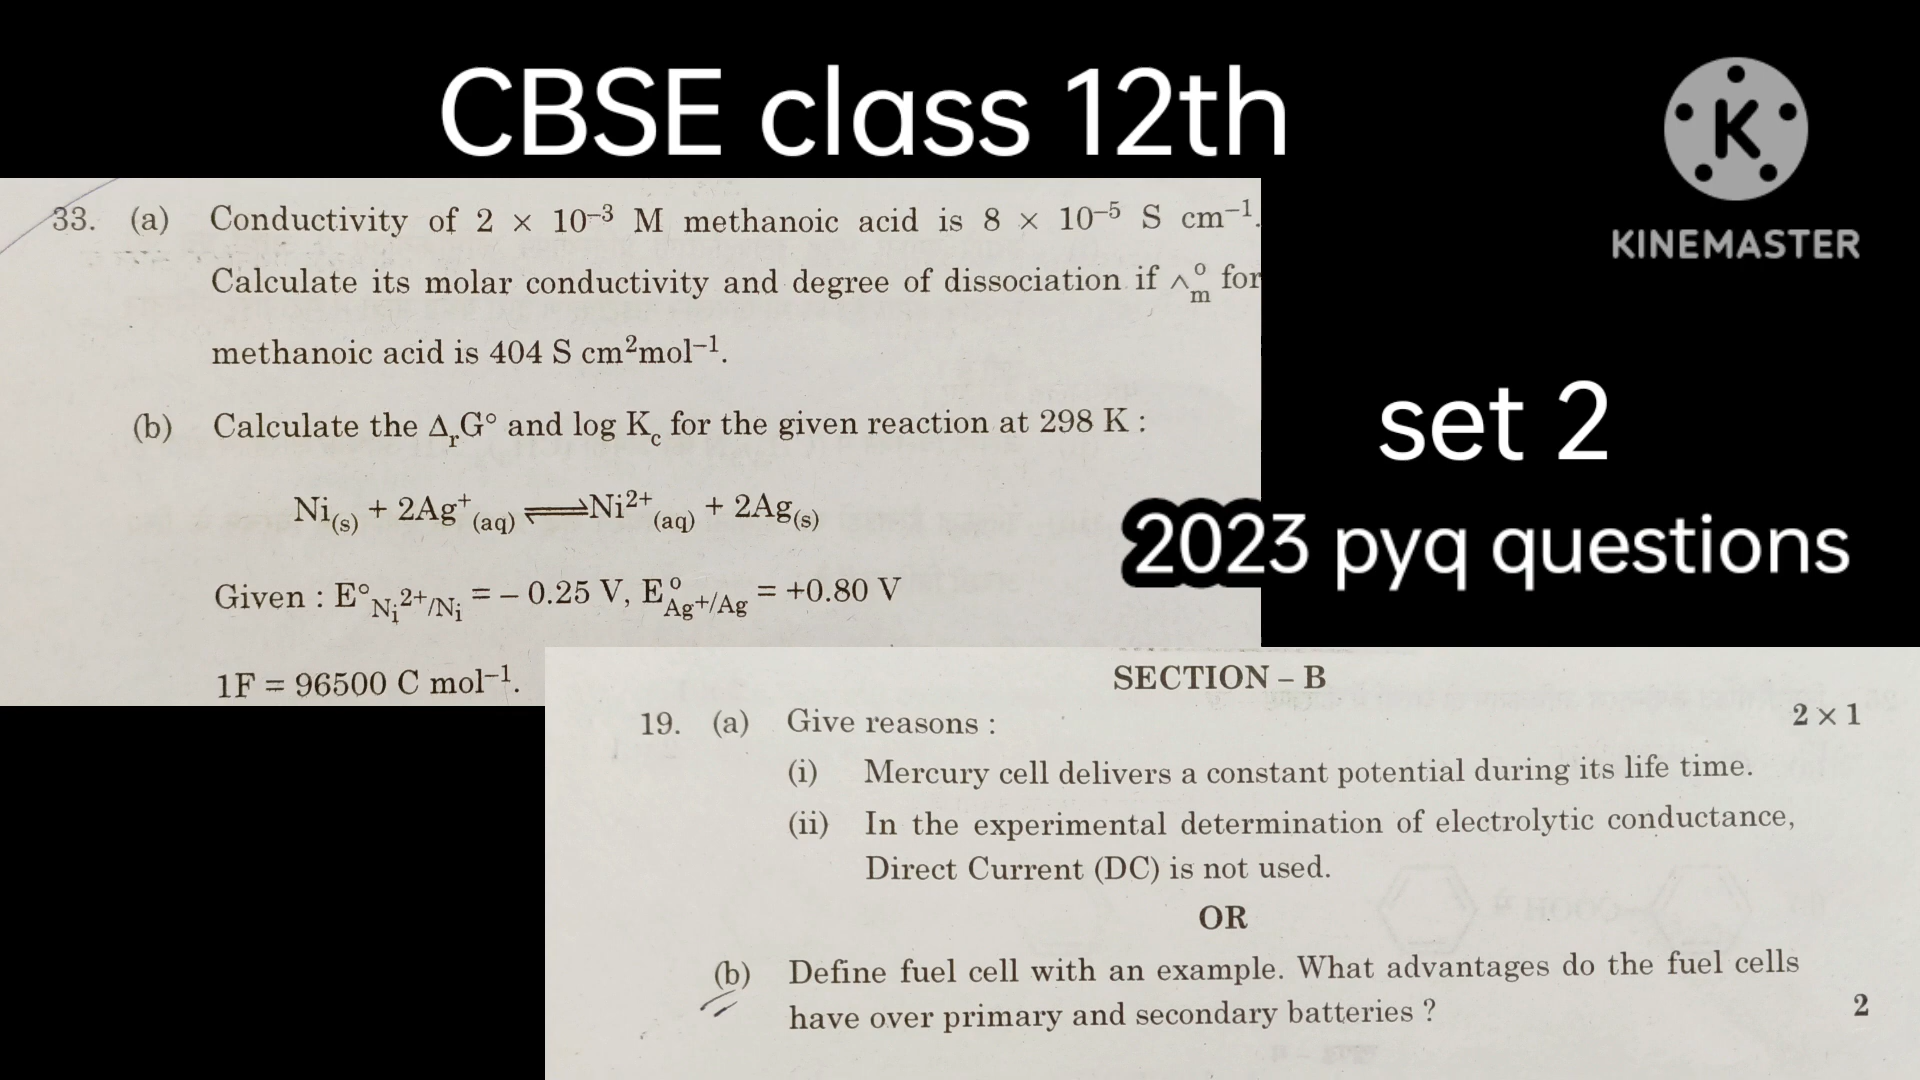 CBSE class 12th
K
KINEMASTER
33. (a) Conductivity of 2 × 10⁻³ M methanoic acid is 8 × 10⁻⁵ S cm⁻¹.
Calculate its molar conductivity and degree of dissociation if ∧°ₘ for
methanoic acid is 404 S cm²mol⁻¹.
(b) Calculate the ΔᵣG° and log K꜀ for the given reaction at 298 K :
Ni(s) + 2Ag⁺(aq) ⇌ Ni²⁺(aq) + 2Ag(s)
Given : E°Ni²⁺/Ni = – 0.25 V, E°Ag⁺/Ag = +0.80 V
1F = 96500 C mol⁻¹.
set 2
2023 pyq questions
SECTION – B
19. (a) Give reasons : 2 × 1
(i) Mercury cell delivers a constant potential during its life time.
(ii) In the experimental determination of electrolytic conductance,
Direct Current (DC) is not used.
OR
(b) Define fuel cell with an example. What advantages do the fuel cells
have over primary and secondary batteries ? 2